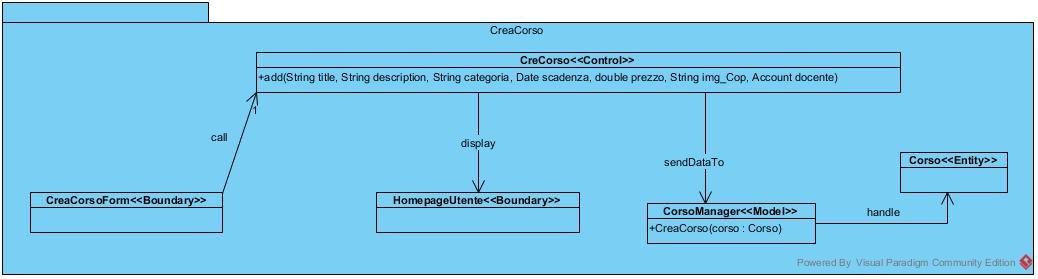 CreaCorso
CreCorso<<Control>>
+add(String title, String description, String categoria, Date scadenza, double prezzo, String img_Cop, Account docente)
1
call
display
sendDataTo
Corso<<Entity>>
CreaCorsoForm<<Boundary>>
HomepageUtente<<Boundary>>
CorsoManager<<Model>>
+CreaCorso(corso : Corso)
handle
Powered By Visual Paradigm Community Edition